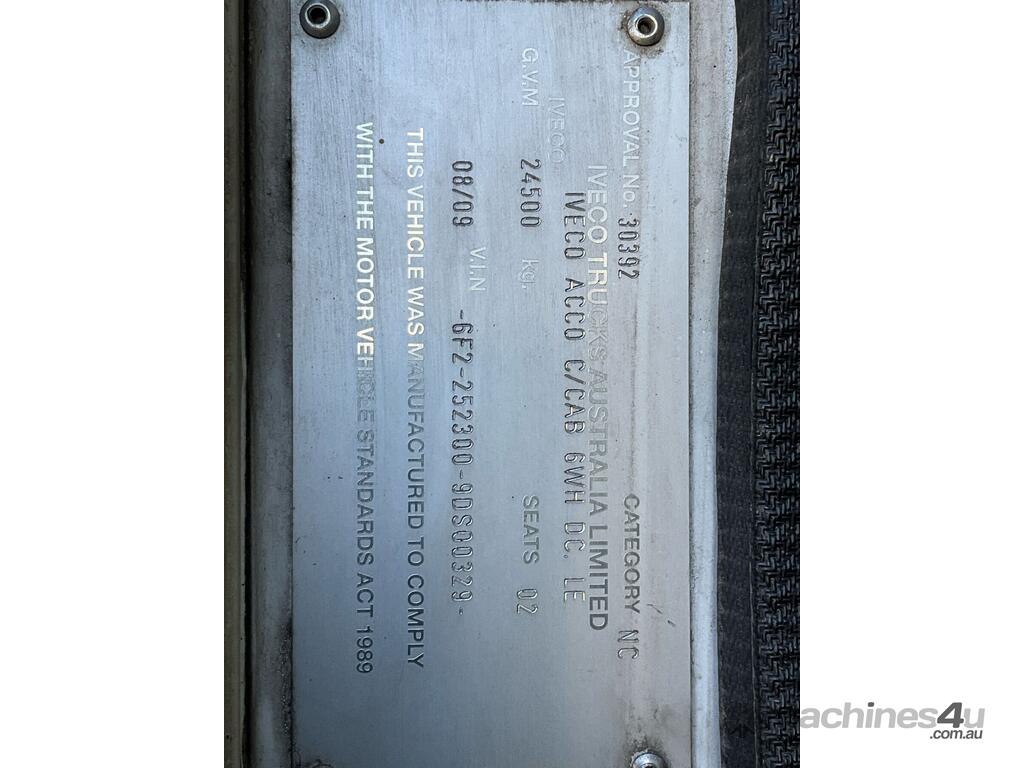 APPROVAL No. 30392 CATEGORY NC
IVECO TRUCKS AUSTRALIA LIMITED
IVECO IVECO ACCO C/CAB 6WH DC. LE
G.V.M 24500 kg. SEATS 02
08/09 V.I.N -6F2-252300-9DS00329-
THIS VEHICLE WAS MANUFACTURED TO COMPLY
WITH THE MOTOR VEHICLE STANDARDS ACT 1989
machines4u
.com.au